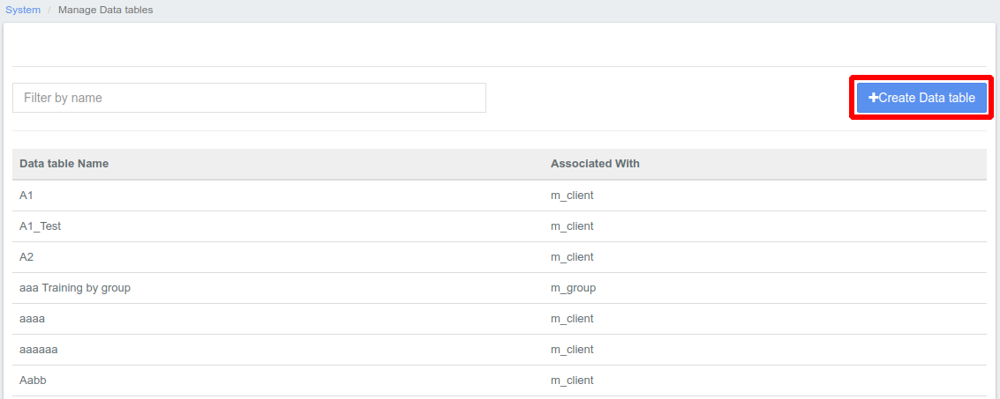 System / Manage Data tables
Filter by name
+Create Data table
Data table Name Associated With
A1 m_client
A1_Test m_client
A2 m_client
aaa Training by group m_group
aaaa m_client
aaaaaa m_client
Aabb m_client